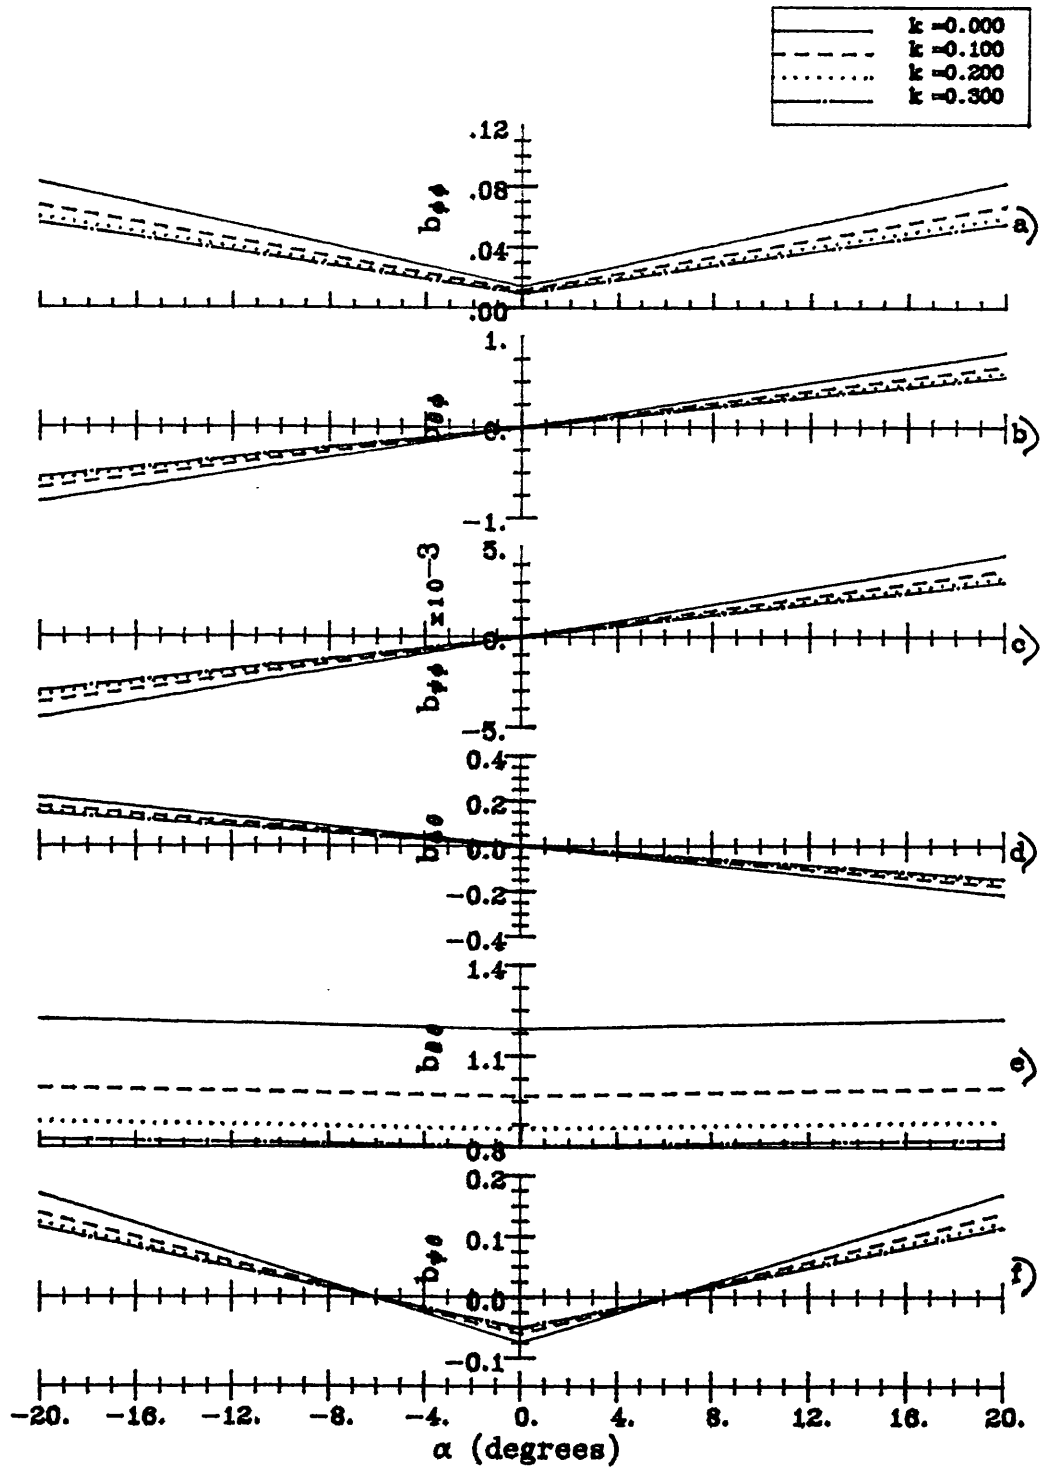 k =0.000
k =0.100
k =0.200
k =0.300
.12
.08
.04
.00
bϕϕ
a)
1.
0.
-1.
b)
5.
0.
-5.
x10-3
c)
0.4
0.2
0.0
-0.2
-0.4
d)
1.4
1.1
0.8
e)
0.2
0.1
0.0
-0.1
f)
-20. -16. -12. -8. -4. 0. 4. 8. 12. 16. 20.
α (degrees)